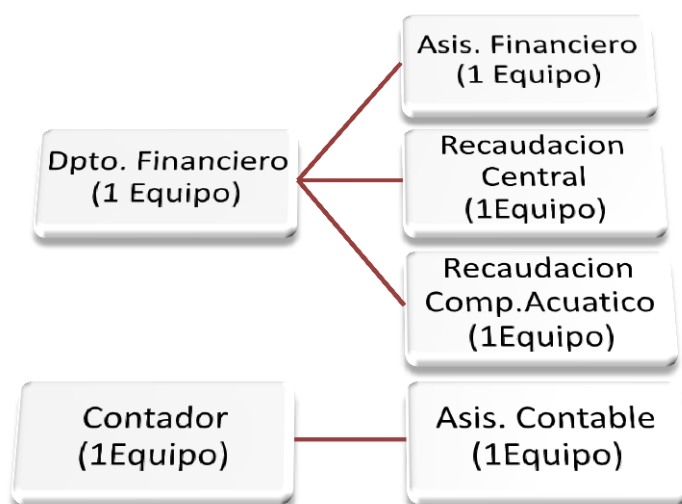 Asis. Financiero
(1 Equipo)
Dpto. Financiero
(1 Equipo)
Recaudacion
Central
(1Equipo)
Recaudacion
Comp.Acuatico
(1Equipo)
Contador
(1Equipo)
Asis. Contable
(1Equipo)